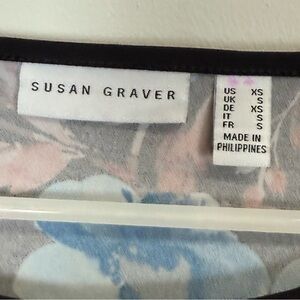 SUSAN GRAVER
US XS
UK S
DE XS
IT S
FR S
MADE IN
PHILIPPINES